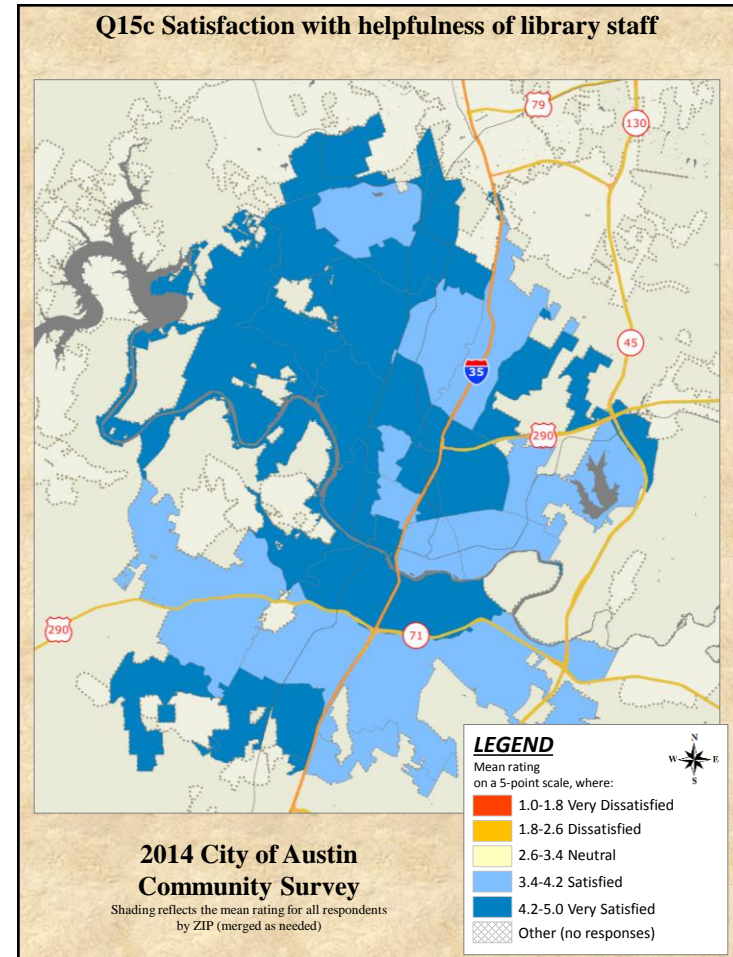 Q15c Satisfaction with helpfulness of library staff
79
130
45
35
290
290
71
LEGEND
N
W E
S
Mean rating
on a 5-point scale, where:
1.0-1.8 Very Dissatisfied
1.8-2.6 Dissatisfied
2.6-3.4 Neutral
3.4-4.2 Satisfied
4.2-5.0 Very Satisfied
Other (no responses)
2014 City of Austin
Community Survey
Shading reflects the mean rating for all respondents
by ZIP (merged as needed)